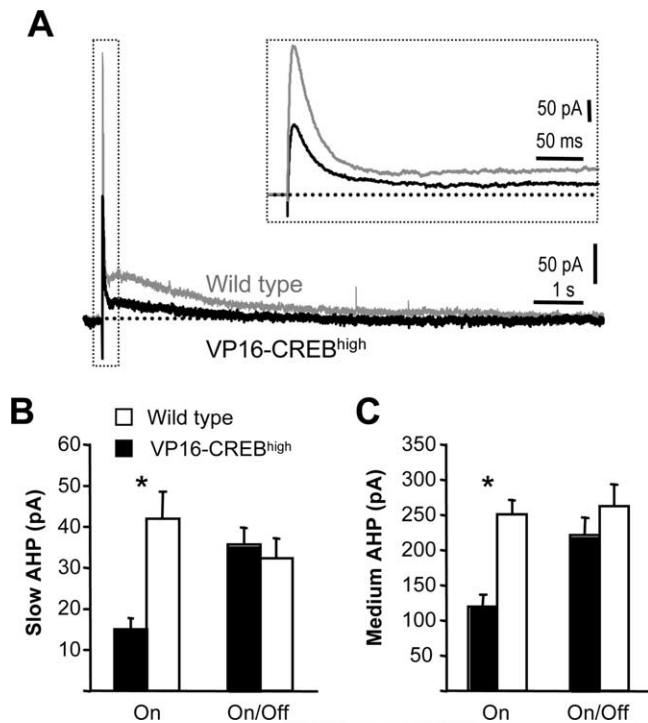 A
50 pA
50 ms
Wild type
50 pA
1 s
VP16-CREBhigh
B
Wild type
VP16-CREBhigh
Slow AHP (pA)
60
50
40
30
20
10
*
On
On/Off
C
Medium AHP (pA)
350
300
250
200
150
100
50
*
On
On/Off